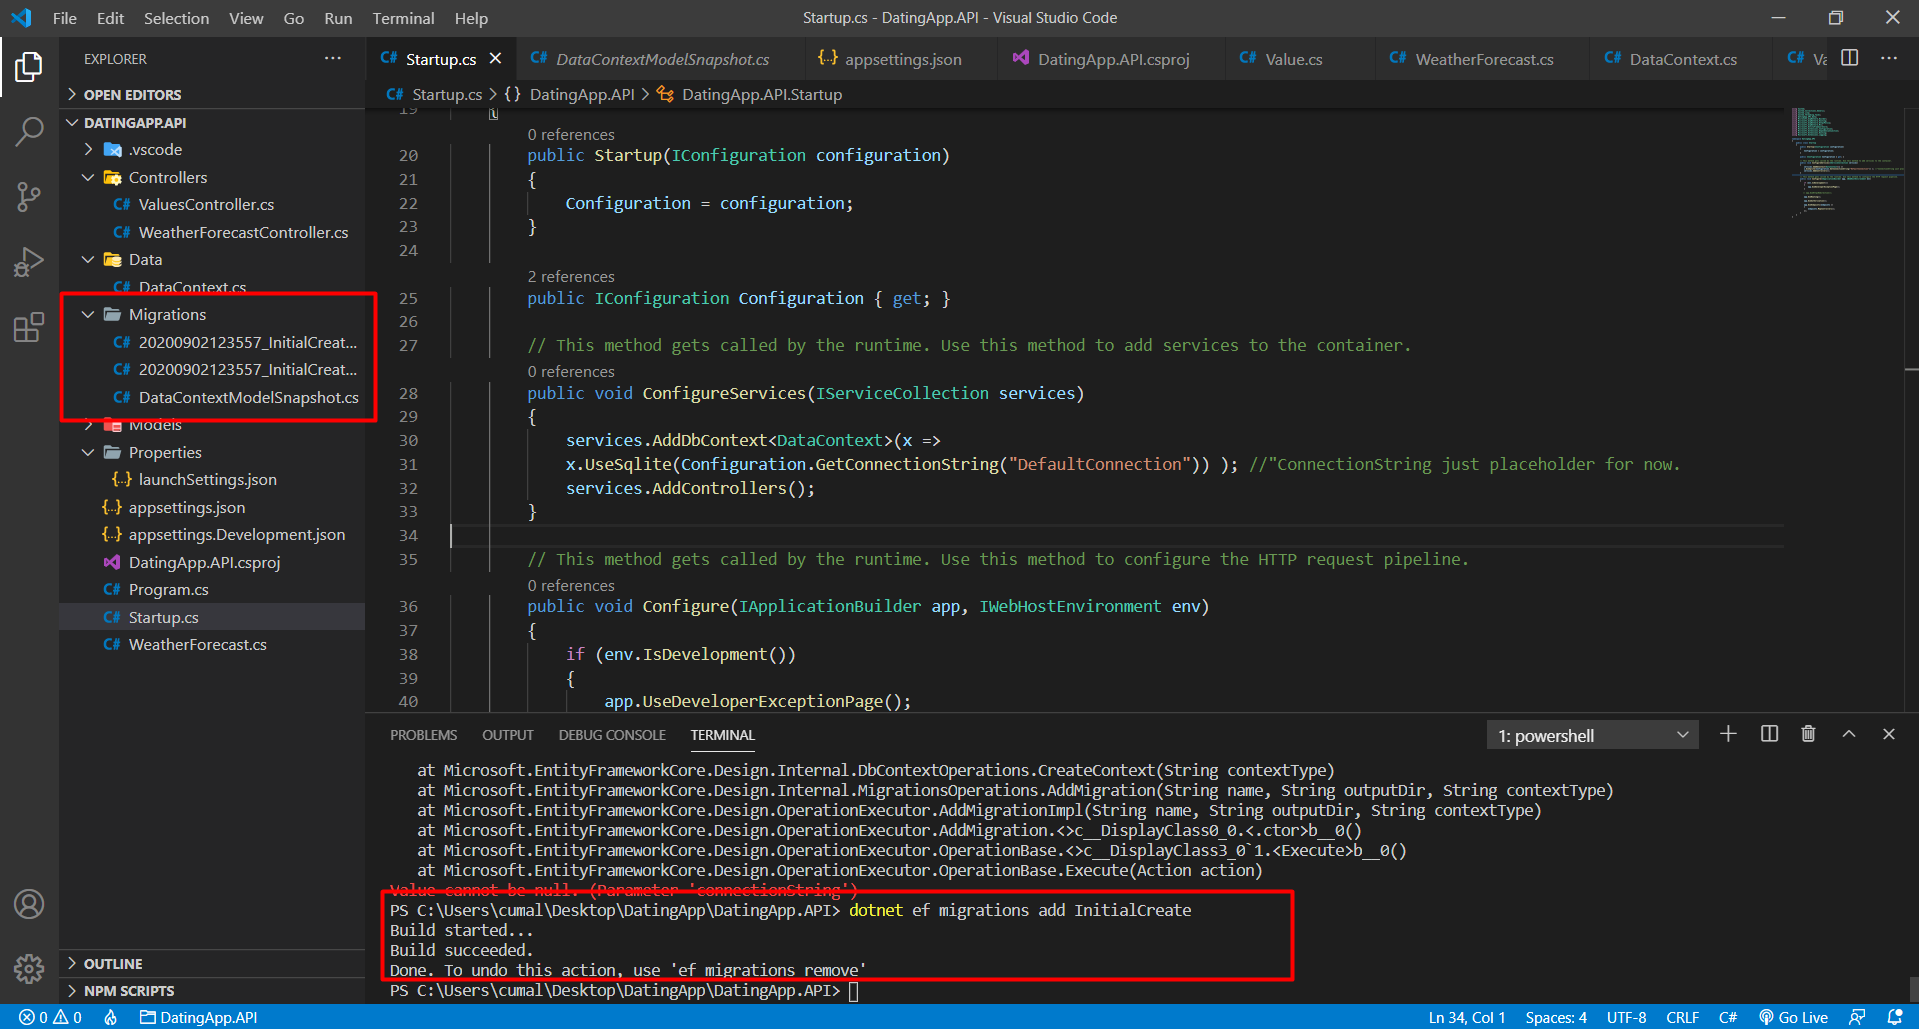 File Edit Selection View Go Run Terminal Help
Startup.cs - DatingApp.API - Visual Studio Code
EXPLORER
OPEN EDITORS
DATINGAPP.API
.vscode
Controllers
C# ValuesController.cs
C# WeatherForecastController.cs
Data
C# DataContext.cs
Migrations
C# 20200902123557_InitialCreat...
C# 20200902123557_InitialCreat...
C# DataContextModelSnapshot.cs
Models
Properties
{..} launchSettings.json
{..} appsettings.json
{..} appsettings.Development.json
DatingApp.API.csproj
C# Program.cs
C# Startup.cs
C# WeatherForecast.cs
OUTLINE
NPM SCRIPTS
C# Startup.cs C# DataContextModelSnapshot.cs {..} appsettings.json DatingApp.API.csproj C# Value.cs C# WeatherForecast.cs C# DataContext.cs C#
C# Startup.cs > {} DatingApp.API > DatingApp.API.Startup
19 {
0 references
20 public Startup(IConfiguration configuration)
21 {
22 Configuration = configuration;
23 }
24
2 references
25 public IConfiguration Configuration { get; }
26
27 // This method gets called by the runtime. Use this method to add services to the container.
0 references
28 public void ConfigureServices(IServiceCollection services)
29 {
30 services.AddDbContext<DataContext>(x =>
31 x.UseSqlite(Configuration.GetConnectionString("DefaultConnection")) ); //"ConnectionString just placeholder for now.
32 services.AddControllers();
33 }
34
35 // This method gets called by the runtime. Use this method to configure the HTTP request pipeline.
0 references
36 public void Configure(IApplicationBuilder app, IWebHostEnvironment env)
37 {
38 if (env.IsDevelopment())
39 {
40 app.UseDeveloperExceptionPage();
PROBLEMS OUTPUT DEBUG CONSOLE TERMINAL
1: powershell
at Microsoft.EntityFrameworkCore.Design.Internal.DbContextOperations.CreateContext(String contextType)
at Microsoft.EntityFrameworkCore.Design.Internal.MigrationsOperations.AddMigration(String name, String outputDir, String contextType)
at Microsoft.EntityFrameworkCore.Design.OperationExecutor.AddMigrationImpl(String name, String outputDir, String contextType)
at Microsoft.EntityFrameworkCore.Design.OperationExecutor.AddMigration.<>c__DisplayClass0_0.<.ctor>b__0()
at Microsoft.EntityFrameworkCore.Design.OperationExecutor.OperationBase.<>c__DisplayClass3_0`1.<Execute>b__0()
at Microsoft.EntityFrameworkCore.Design.OperationExecutor.OperationBase.Execute(Action action)
Value cannot be null. (Parameter 'connectionString')
PS C:\Users\cumal\Desktop\DatingApp\DatingApp.API> dotnet ef migrations add InitialCreate
Build started...
Build succeeded.
Done. To undo this action, use 'ef migrations remove'
PS C:\Users\cumal\Desktop\DatingApp\DatingApp.API>
0 0 DatingApp.API
Ln 34, Col 1 Spaces: 4 UTF-8 CRLF C# Go Live